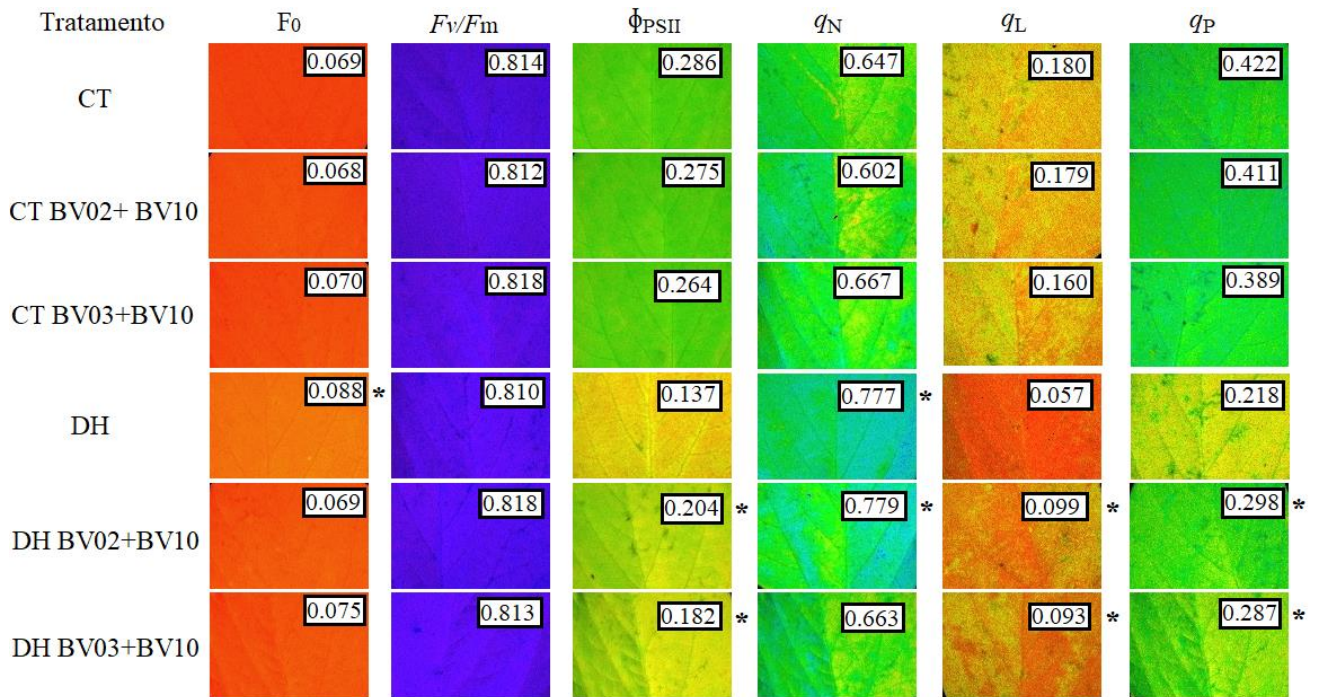 Tratamento F0 Fv/Fm ϕPSII qN qL qP
CT 0.069 0.814 0.286 0.647 0.180 0.422
CT BV02+ BV10 0.068 0.812 0.275 0.602 0.179 0.411
CT BV03+BV10 0.070 0.818 0.264 0.667 0.160 0.389
DH 0.088 * 0.810 0.137 0.777 * 0.057 0.218
DH BV02+BV10 0.069 0.818 0.204 * 0.779 * 0.099 * 0.298 *
DH BV03+BV10 0.075 0.813 0.182 * 0.663 0.093 * 0.287 *